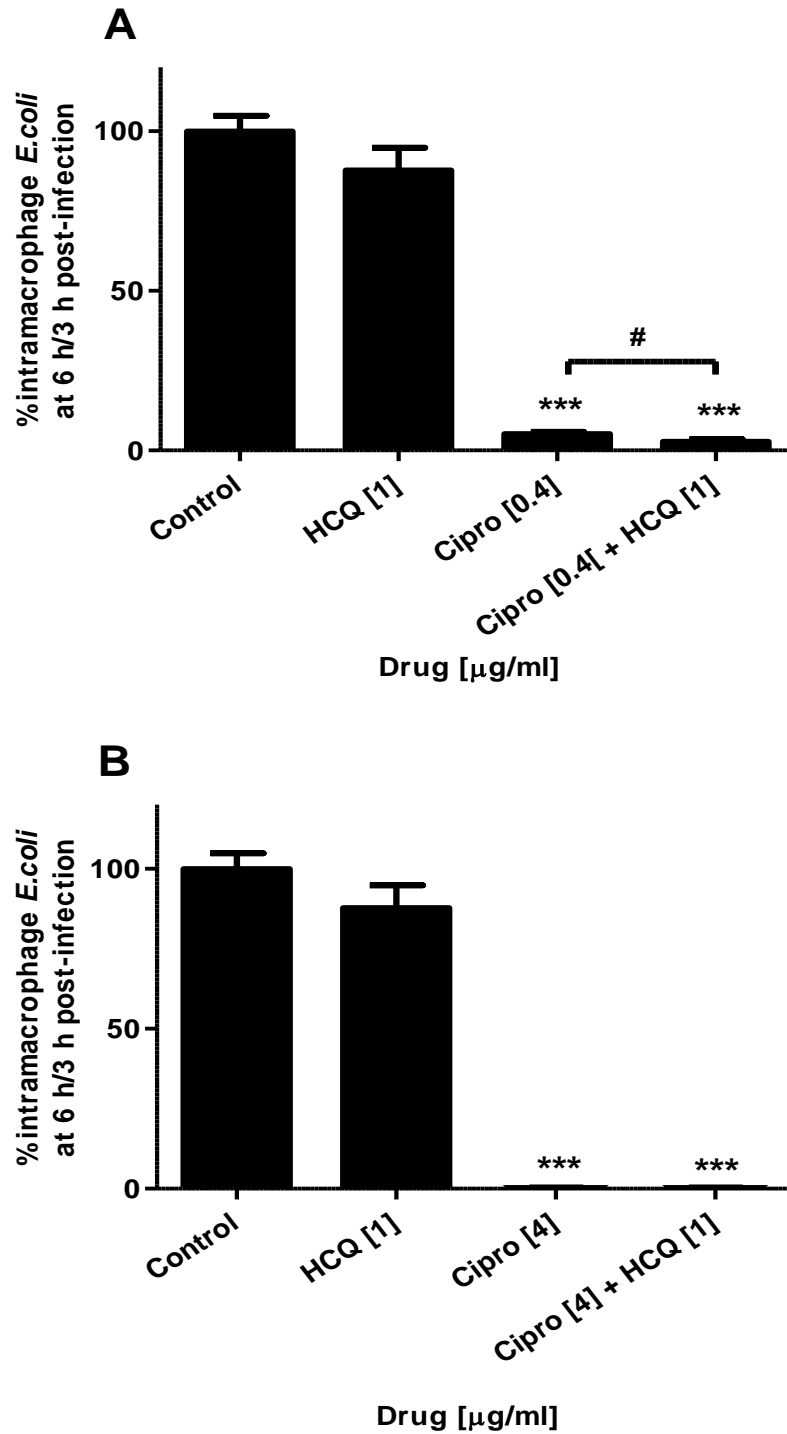 A
%intramacrophage E.coli
at 6 h/3 h post-infection
100
50
0
#
***
***
Control
HCQ [1]
Cipro [0.4]
Cipro [0.4[ + HCQ [1]
Drug [μg/ml]
B
%intramacrophage E.coli
at 6 h/3 h post-infection
100
50
0
***
***
Control
HCQ [1]
Cipro [4]
Cipro [4] + HCQ [1]
Drug [μg/ml]